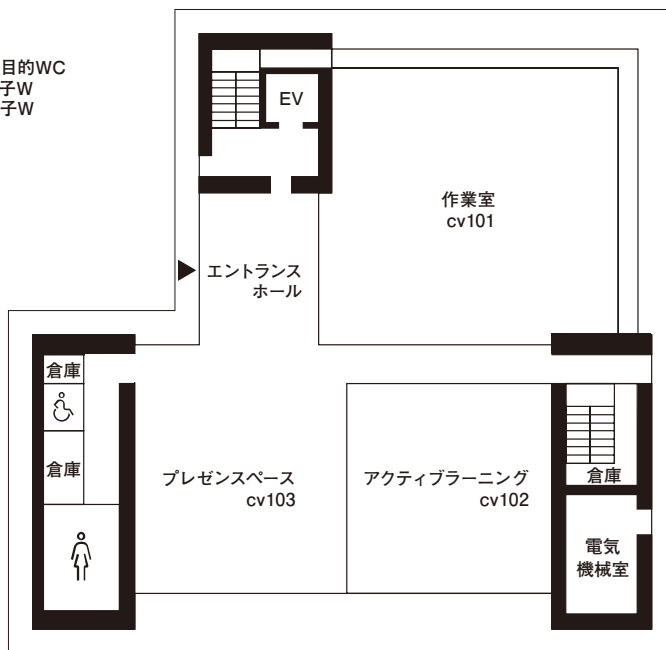 目的WC
子W
子W
EV
作業室
cv101
エントランス
ホール
倉庫
倉庫
プレゼンスペース
cv103
アクティブラーニング
cv102
倉庫
電気
機械室